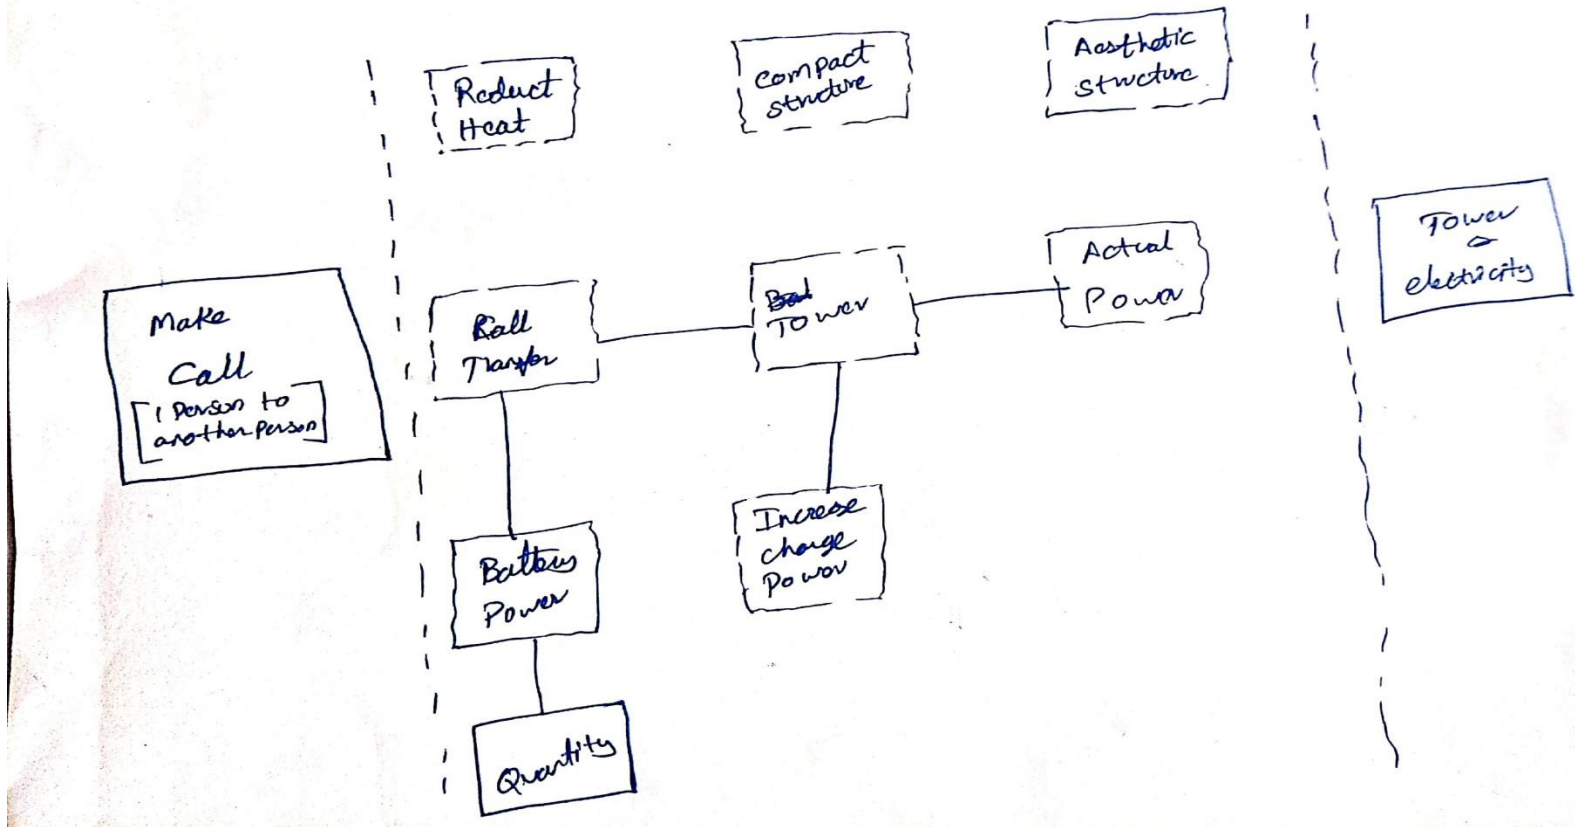 Reduct
Heat
compact
structure
Aesthetic
structure
Make
Call
1 Person to
another person
Call
Transfer
Tower
Actual
Power
Tower
electricity
Battery
Power
Increase
charge
Power
Quantity